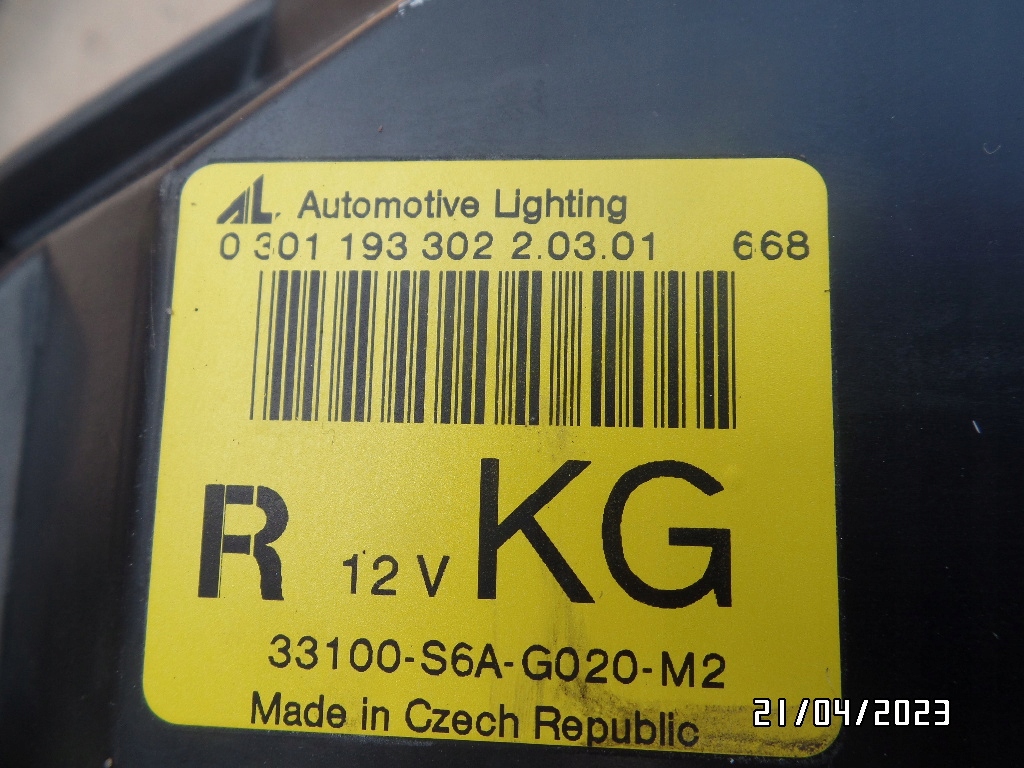 AL Automotive Lighting
0 301 193 302 2.03.01 668
R 12 V KG
33100-S6A-G020-M2
Made in Czech Republic
21/04/2023